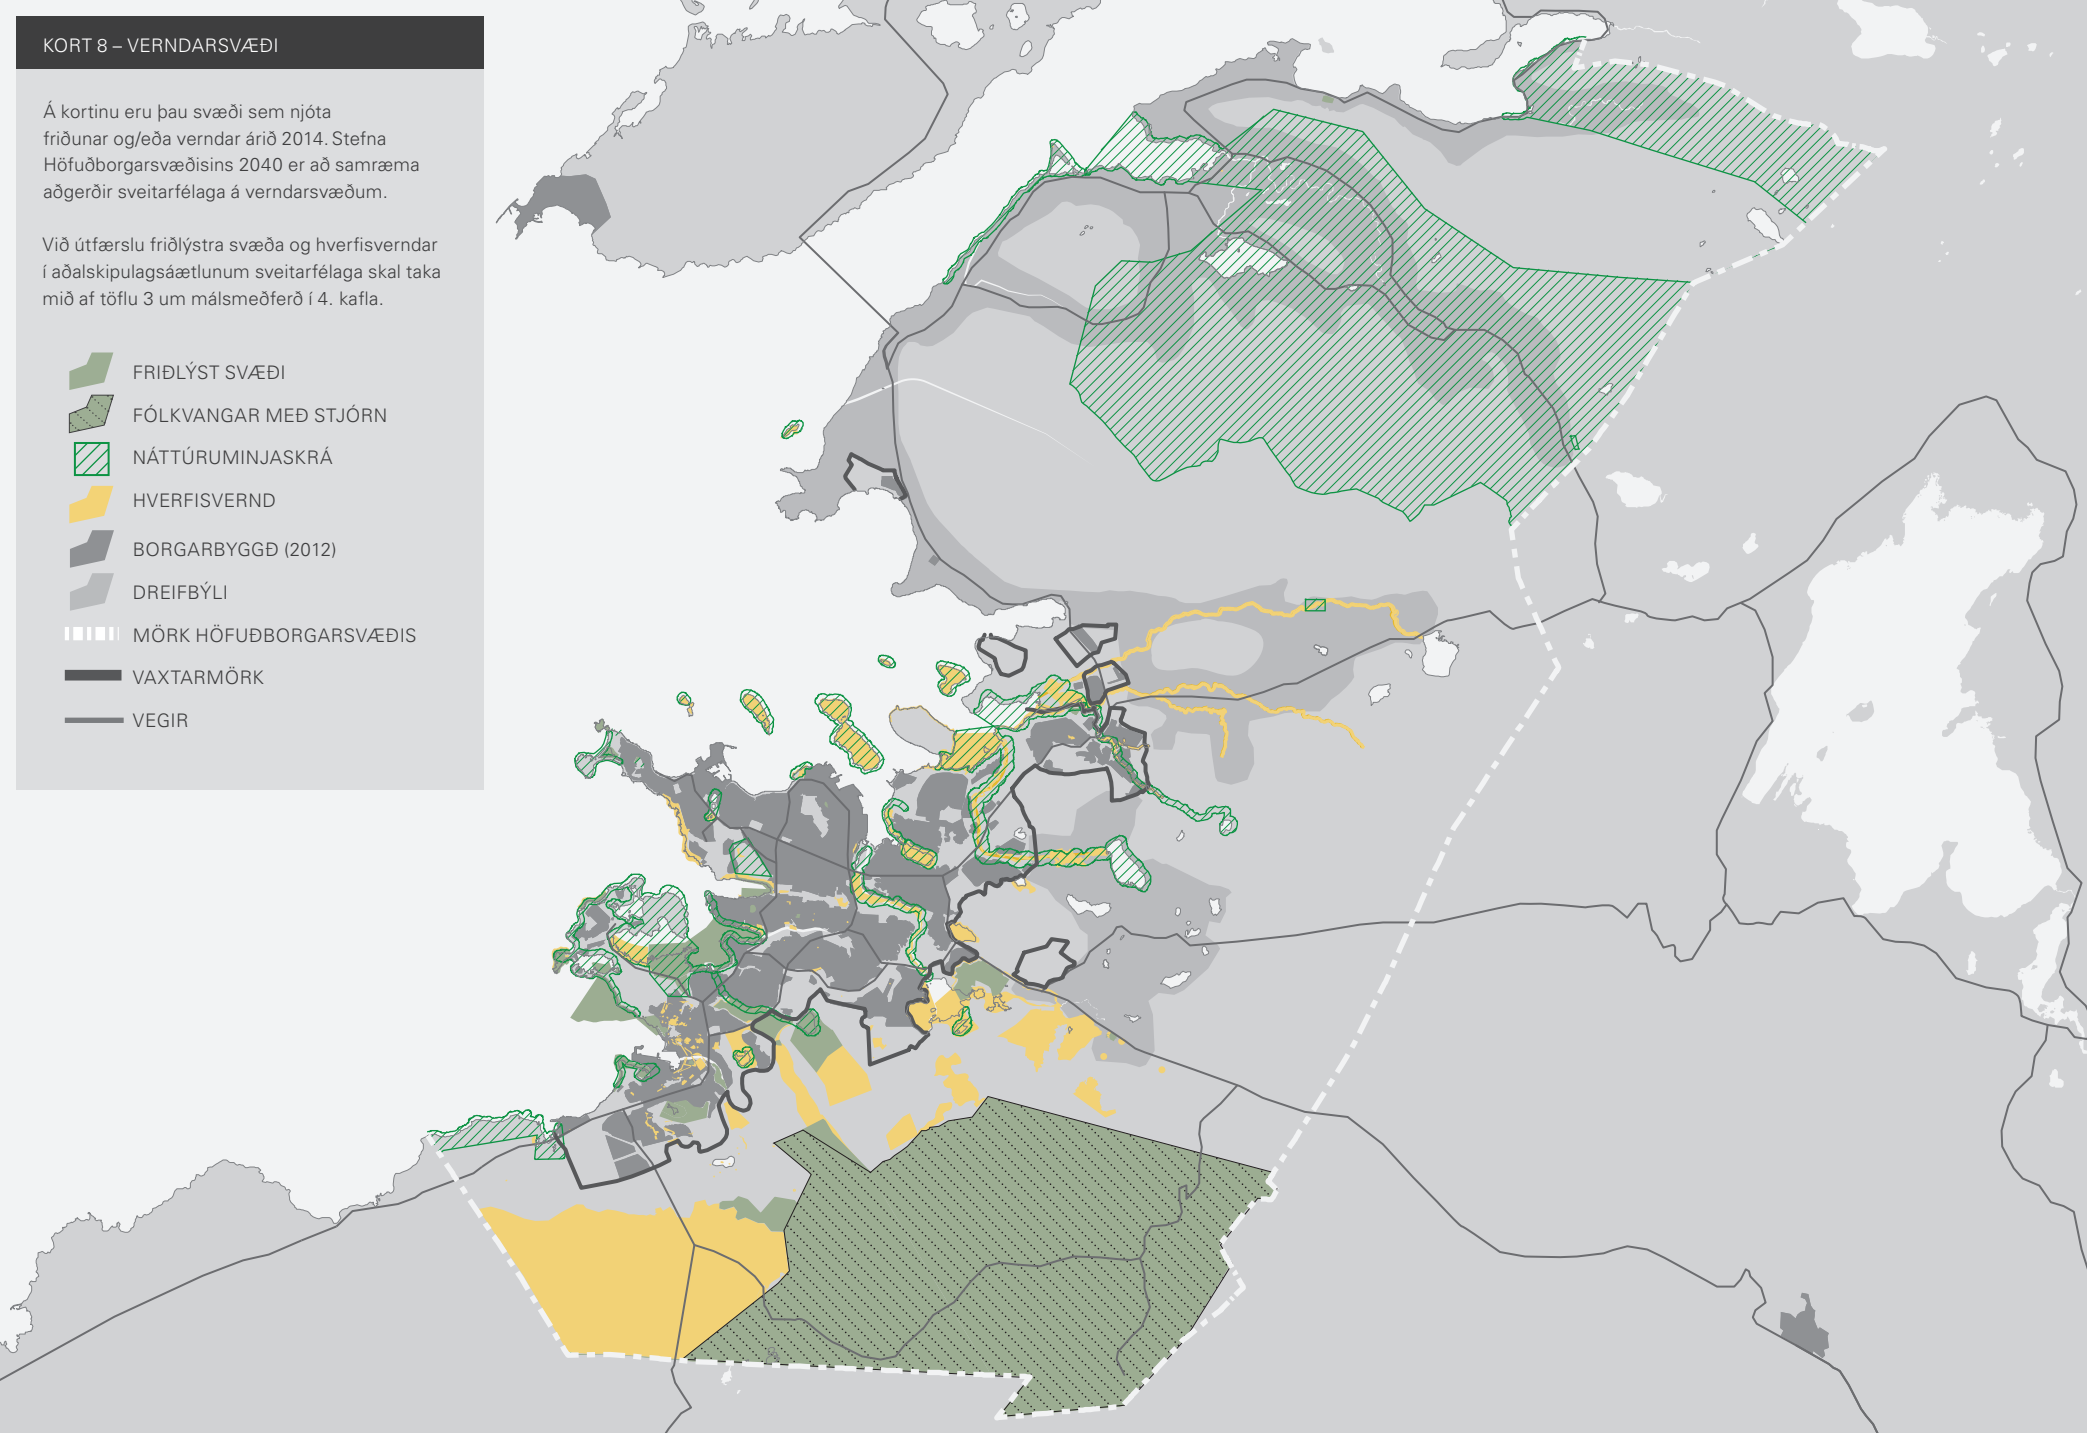 KORT 8 – VERNDARSVÆÐI
Á kortinu eru þau svæði sem njóta
friðunar og/eða verndar árið 2014. Stefna
Höfuðborgarsvæðisins 2040 er að samræma
aðgerðir sveitarfélaga á verndarsvæðum.
Við útfærslu friðlýstra svæða og hverfisverndar
í aðalskipulagsáætlunum sveitarfélaga skal taka
mið af töflu 3 um málsmeðferð í 4. kafla.
FRIÐLÝST SVÆÐI
FÓLKVANGAR MEÐ STJÓRN
NÁTTÚRUMINJASKRÁ
HVERFISVERND
BORGARBYGGÐ (2012)
DREIFBÝLI
MÖRK HÖFUÐBORGARSVÆÐIS
VAXTARMÖRK
VEGIR